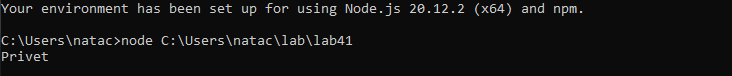 Your environment has been set up for using Node.js 20.12.2 (x64) and npm.
C:\Users\natac>node C:\Users\natac\lab\lab41
Privet